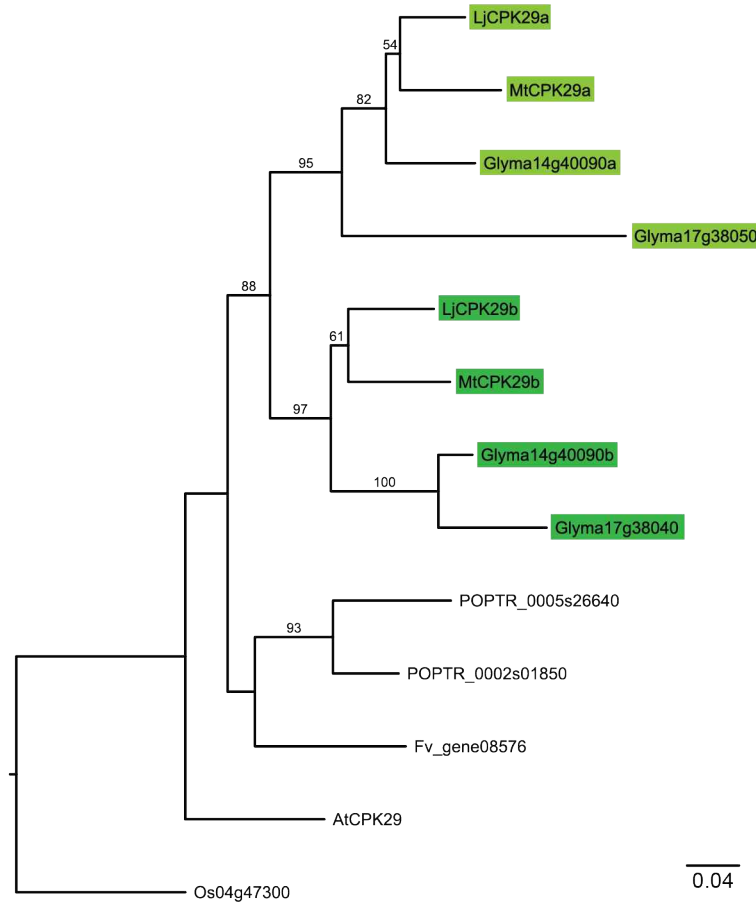 LjCPK29a
54
MtCPK29a
82
Glyma14g40090a
95
Glyma17g38050
88
LjCPK29b
61
MtCPK29b
97
Glyma14g40090b
100
Glyma17g38040
POPTR_0005s26640
93
POPTR_0002s01850
Fv_gene08576
AtCPK29
0.04
Os04g47300